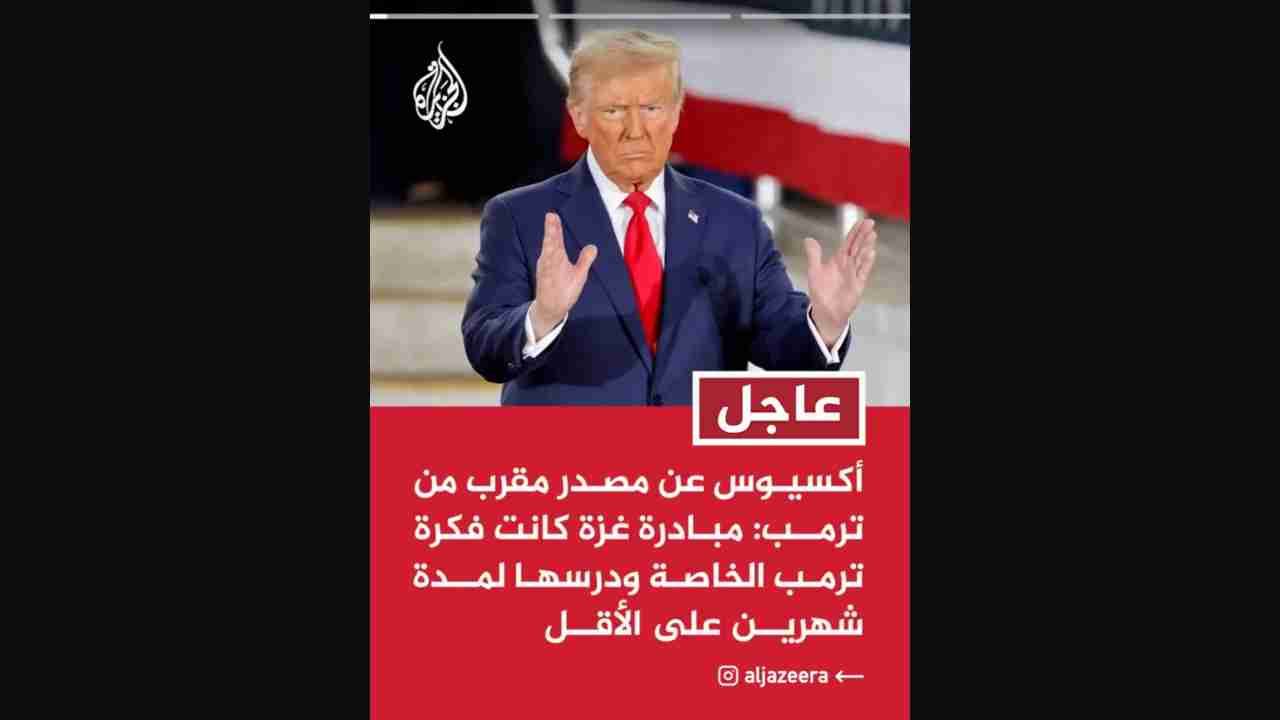 الجزيرة
عاجل
أكسيوس عن مصدر مقرب من
ترمب: مبادرة غزة كانت فكرة
ترمب الخاصة ودرسها لمدة
شهرين على الأقل
aljazeera